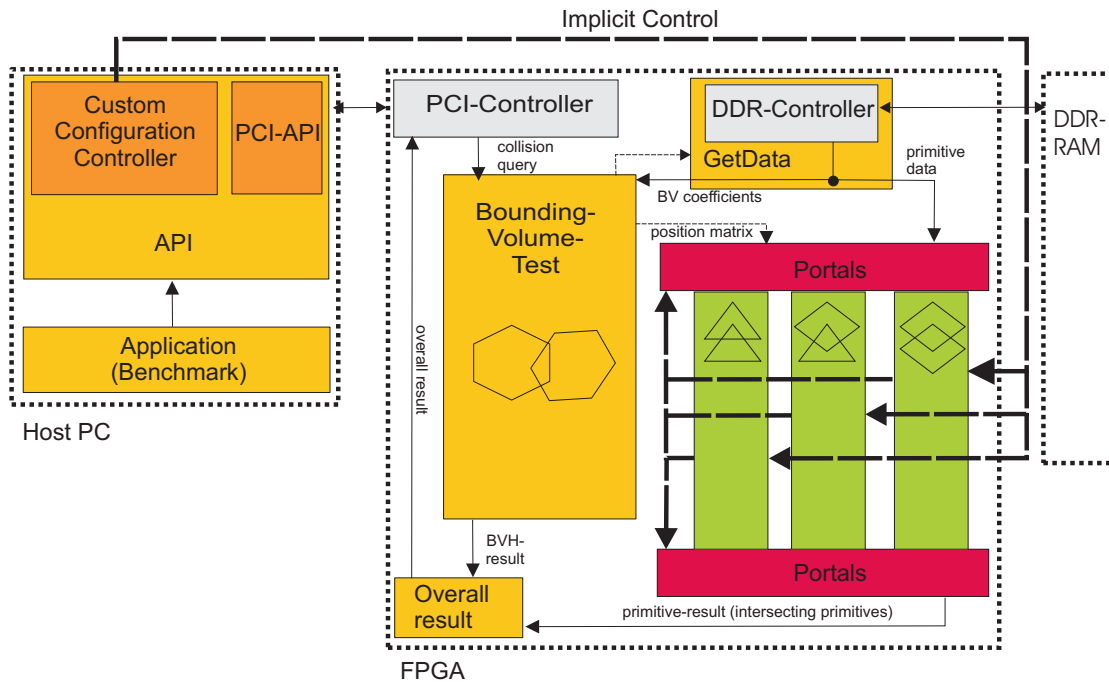 Implicit Control
Custom
Configuration
Controller
PCI-API
API
Application
(Benchmark)
Host PC
PCI-Controller
collision
query
DDR-Controller
GetData
primitive
data
DDR-
RAM
BV coefficients
Bounding-
Volume-
Test
position matrix
Portals
overall result
BVH-
result
Portals
Overall
result
primitive-result (intersecting primitives)
FPGA